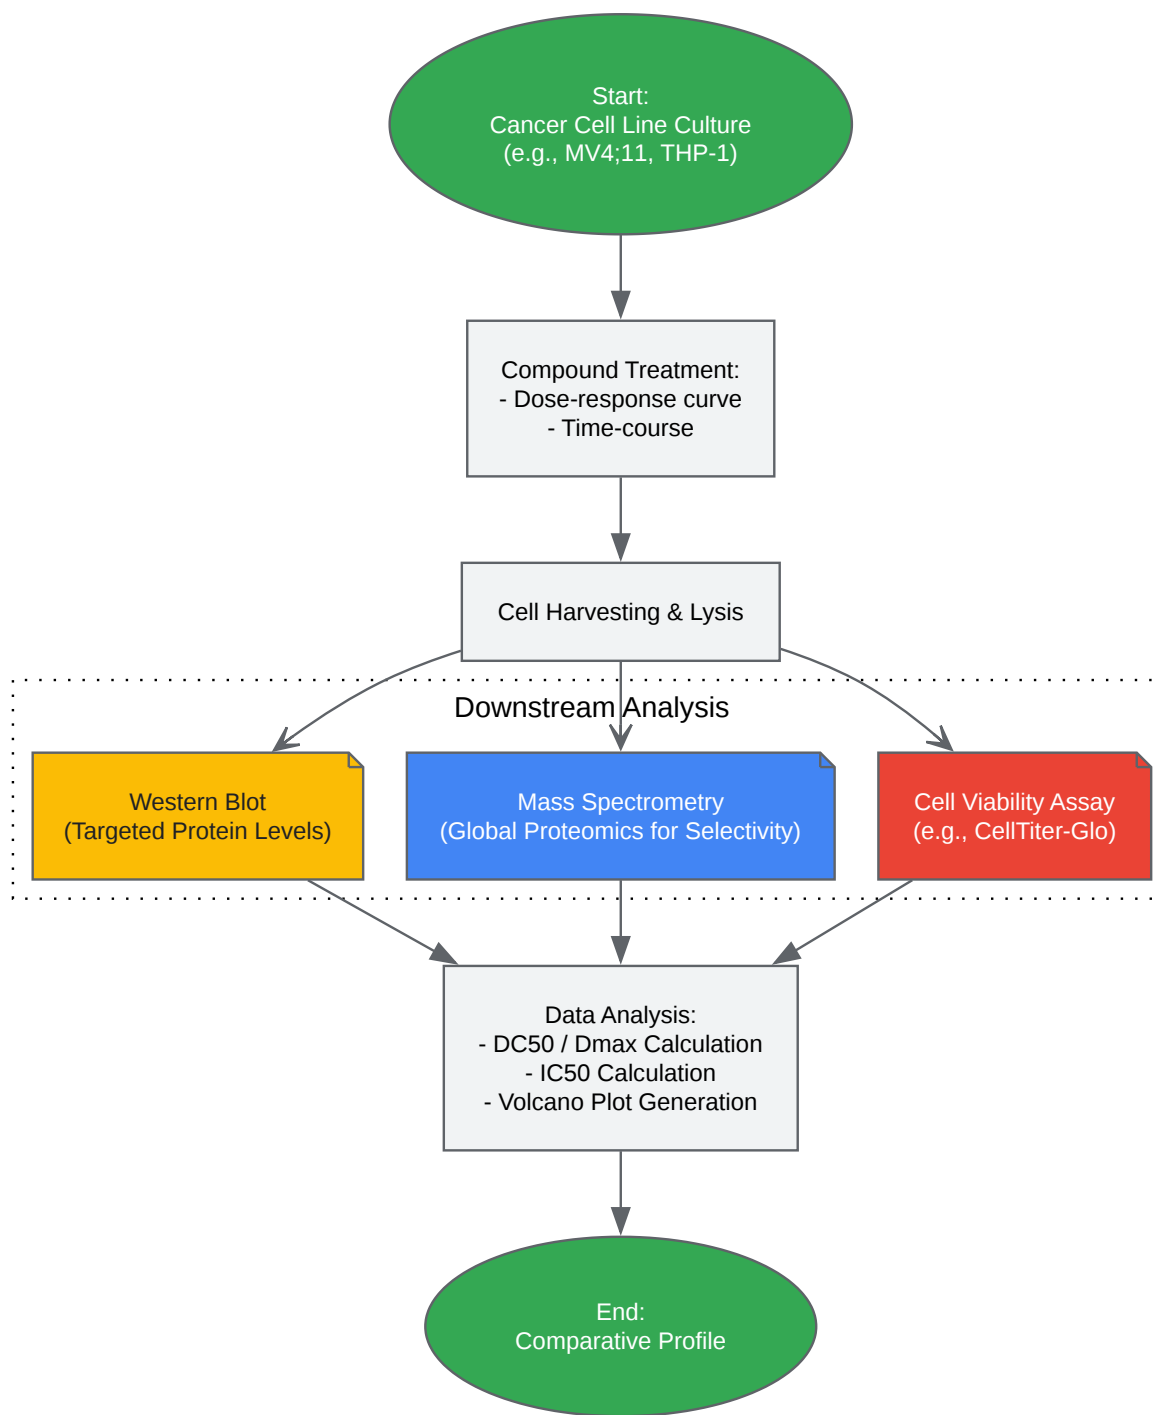 Start:
Cancer Cell Line Culture
(e.g., MV4;11, THP-1)
Compound Treatment:
- Dose-response curve
- Time-course
Cell Harvesting & Lysis
Downstream Analysis
Western Blot
(Targeted Protein Levels)
Mass Spectrometry
(Global Proteomics for Selectivity)
Cell Viability Assay
(e.g., CellTiter-Glo)
Data Analysis:
- DC50 / Dmax Calculation
- IC50 Calculation
- Volcano Plot Generation
End:
Comparative Profile